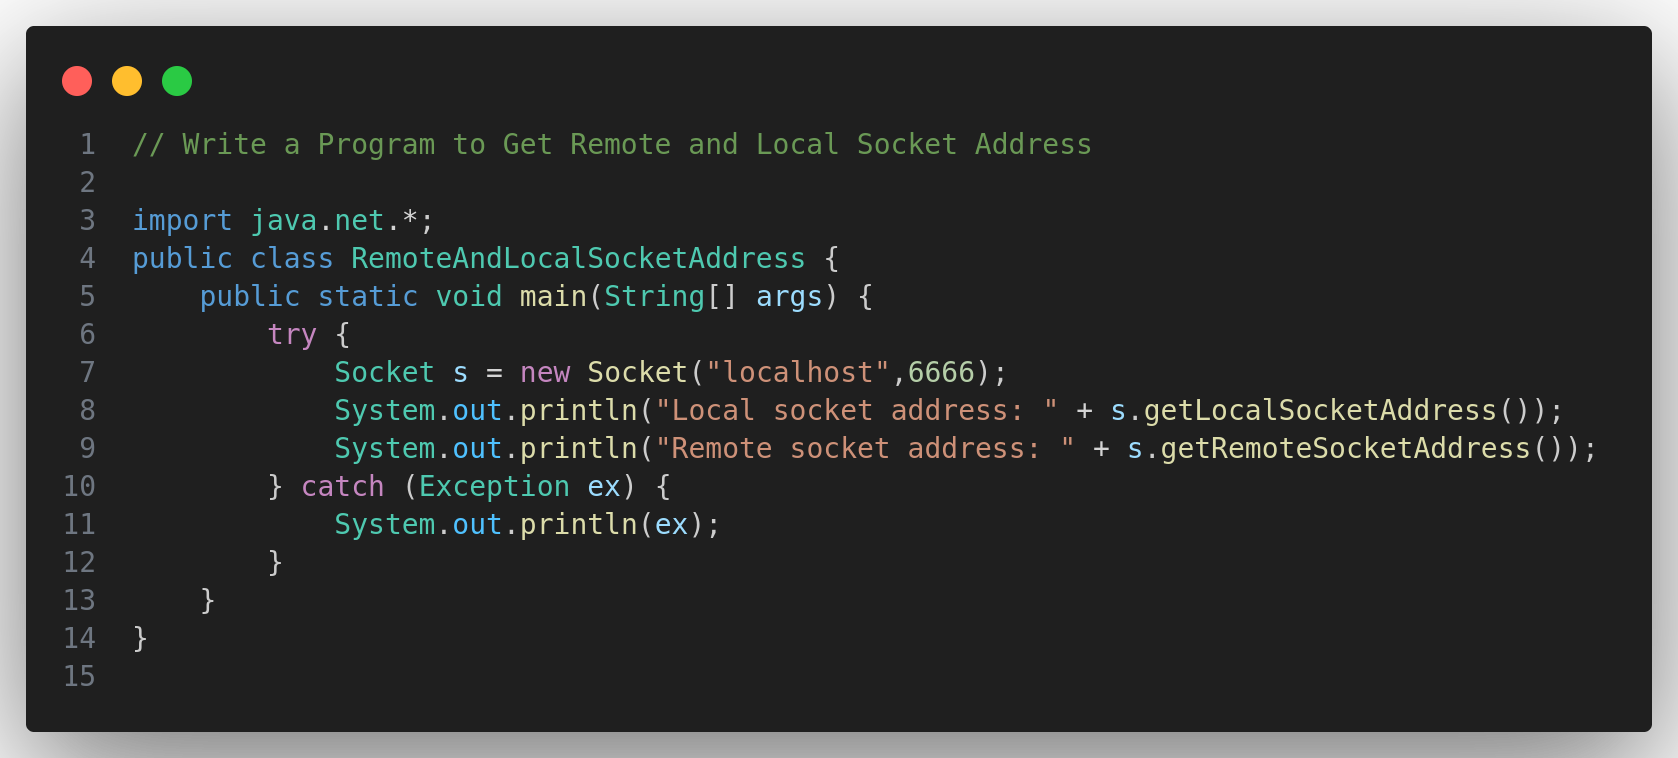 1 // Write a Program to Get Remote and Local Socket Address
2
3 import java.net.*;
4 public class RemoteAndLocalSocketAddress {
5     public static void main(String[] args) {
6         try {
7             Socket s = new Socket("localhost",6666);
8             System.out.println("Local socket address: " + s.getLocalSocketAddress());
9             System.out.println("Remote socket address: " + s.getRemoteSocketAddress());
10         } catch (Exception ex) {
11             System.out.println(ex);
12         }
13     }
14 }
15